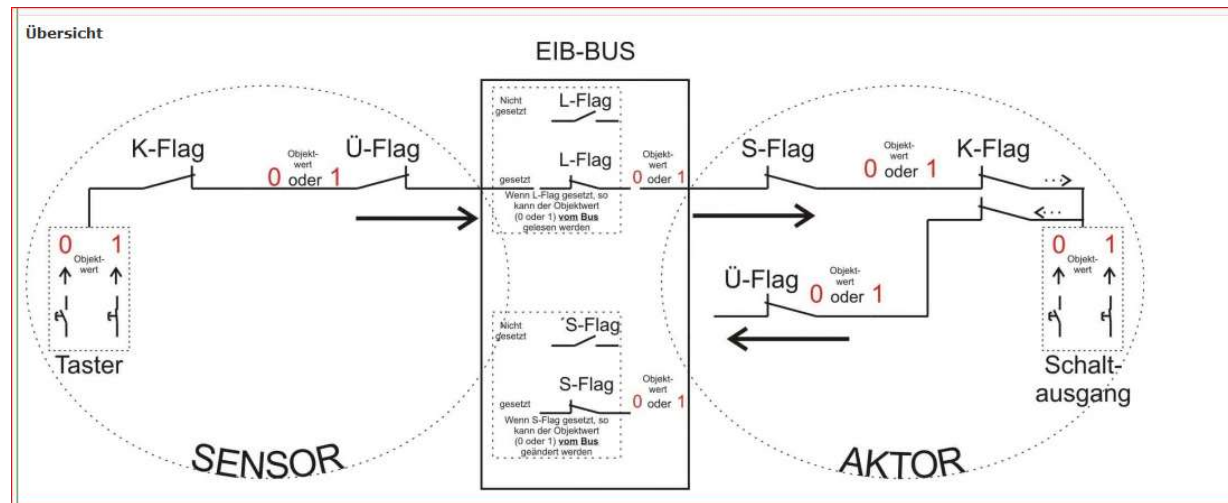 Übersicht
EIB-BUS
Nicht
gesetzt
L-Flag
K-Flag
Objekt-
wert
0 oder 1
Ü-Flag
L-Flag
gesetzt
Objekt-
wert
0 oder 1
Wenn L-Flag gesetzt, so
kann der Objektwert
(0 oder 1) vom Bus
gelesen werden
S-Flag
Objekt-
wert
0 oder 1
K-Flag
0 1
Objekt-
wert
Taster
Ü-Flag
Objekt-
wert
0 oder 1
0 1
Objekt-
wert
Schalt-
ausgang
Nicht
gesetzt
'S-Flag
S-Flag
gesetzt
Objekt-
wert
0 oder 1
Wenn S-Flag gesetzt, so
kann der Objektwert
(0 oder 1) vom Bus
geändert werden
SENSOR
AKTOR